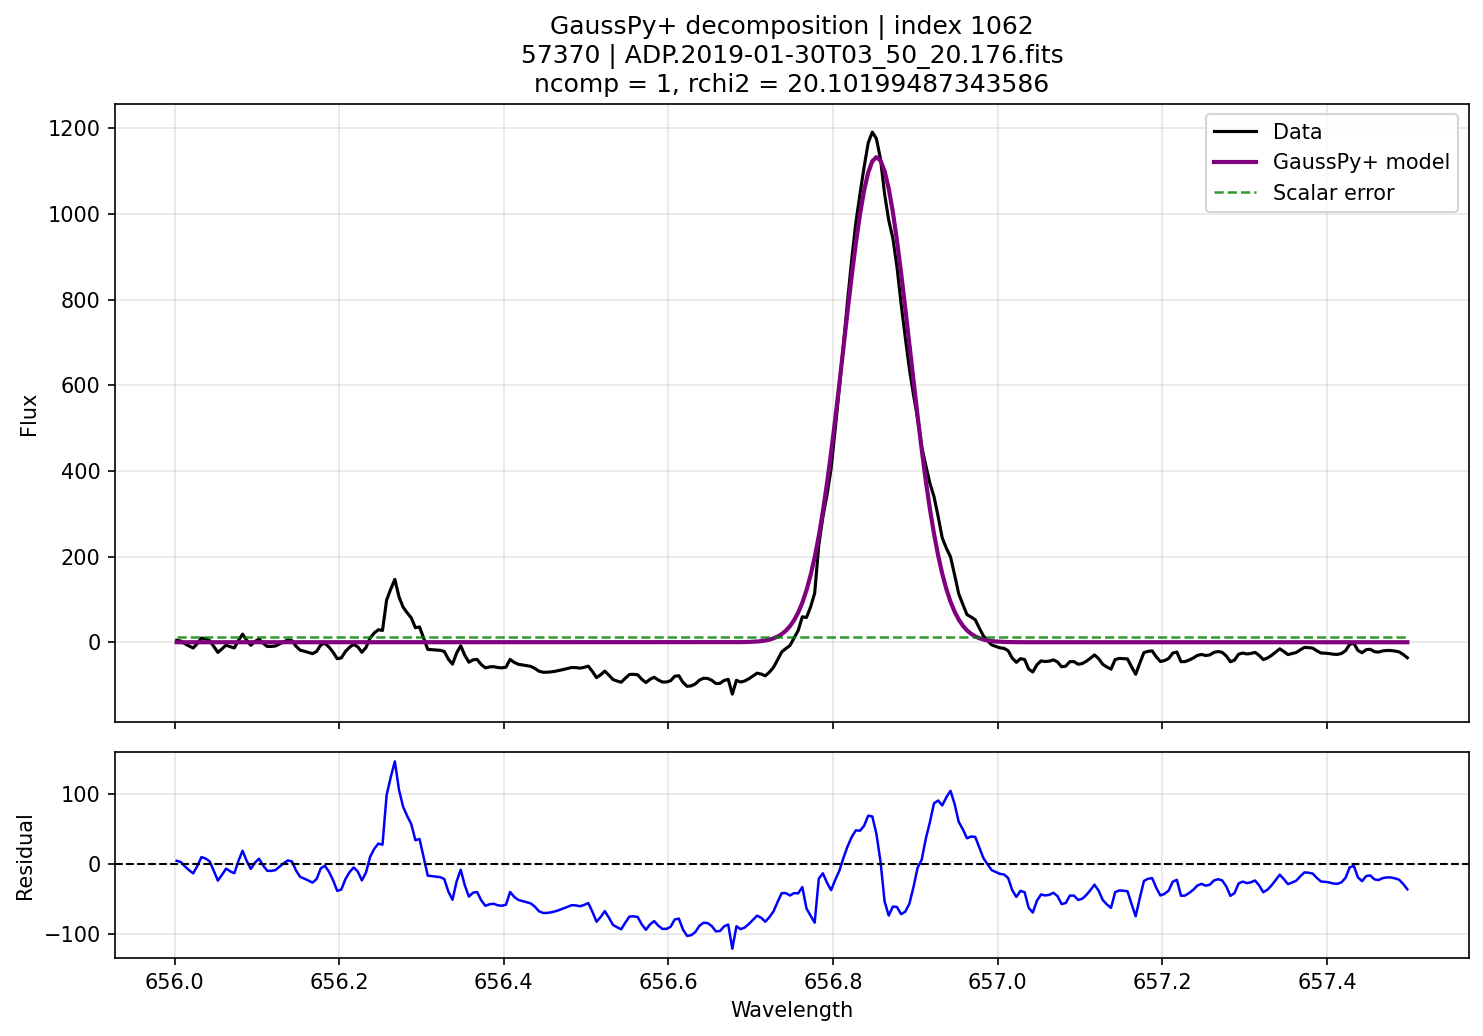 GaussPy+ decomposition | index 1062
57370 | ADP.2019-01-30T03_50_20.176.fits
ncomp = 1, rchi2 = 20.10199487343586
Data
GaussPy+ model
Scalar error
Flux
1200
1000
800
600
400
200
0
Residual
100
0
−100
656.0 656.2 656.4 656.6 656.8 657.0 657.2 657.4
Wavelength